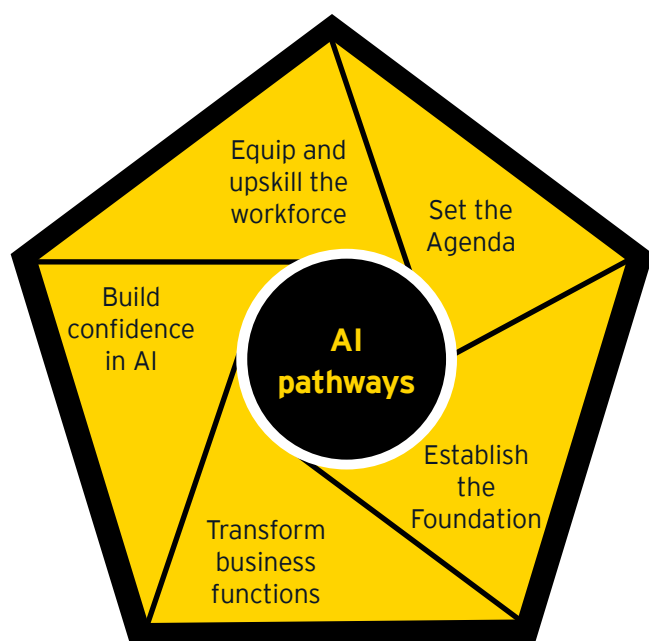 Equip and
upskill the
workforce
Set the
Agenda
Build
confidence
in AI
AI
pathways
Establish
the
Foundation
Transform
business
functions